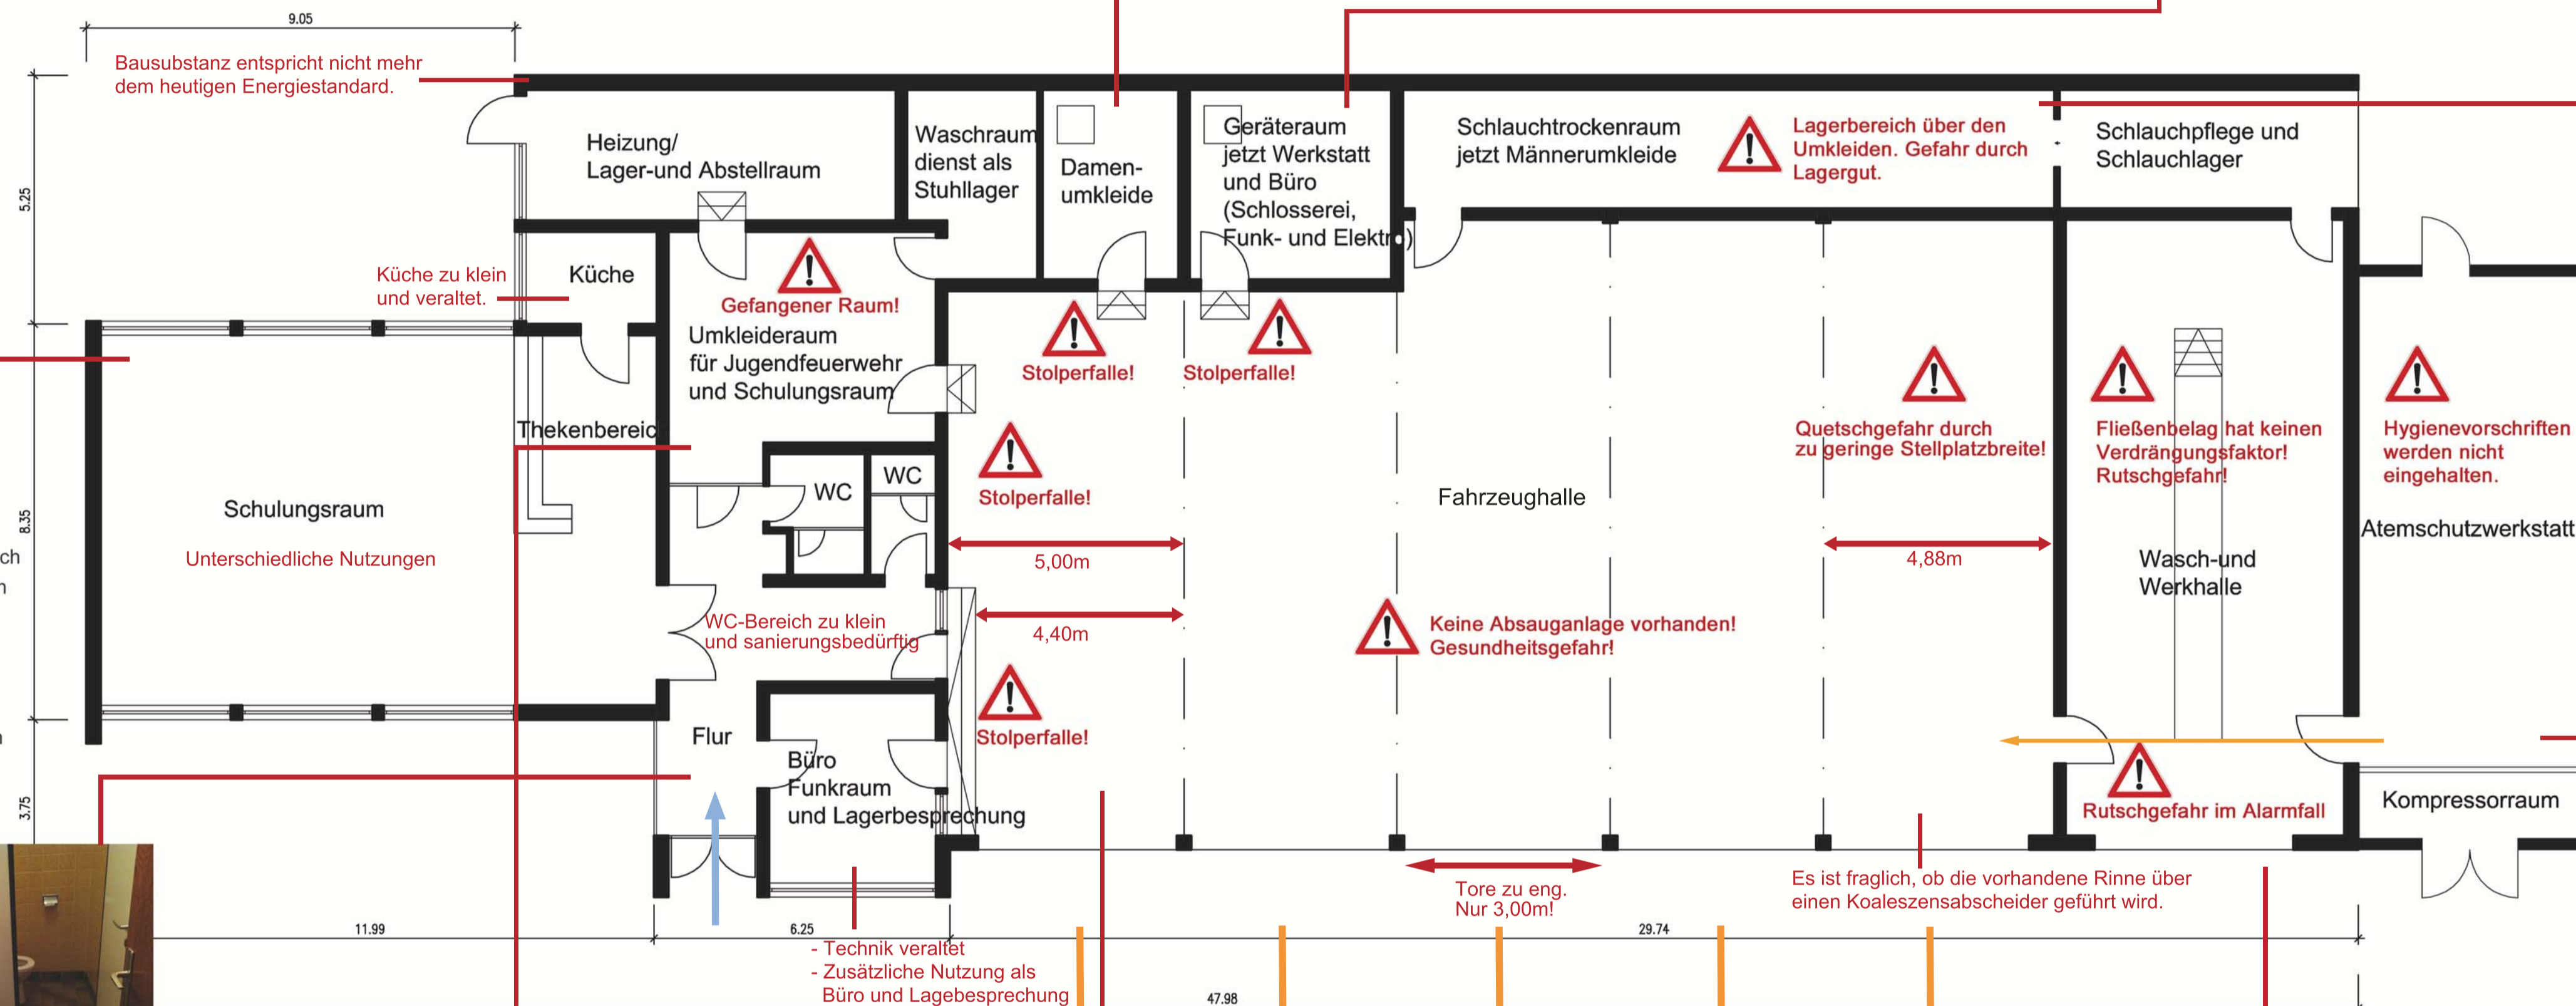 9.05
Bausubstanz entspricht nicht mehr
dem heutigen Energiestandard.
5.25
8.35
3.75
Heizung/
Lager-und Abstellraum
Waschraum
dienst als
Stuhllager
Damen-
umkleide
Geräteraum
jetzt Werkstatt
und Büro
(Schlosserei,
Funk- und Elektro)
Schlauchtrockenraum
jetzt Männerumkleide
Lagerbereich über den
Umkleiden. Gefahr durch
Lagergut.
Schlauchpflege und
Schlauchlager
Küche zu klein
und veraltet.
Küche
Gefangener Raum!
Umkleideraum
für Jugendfeuerwehr
und Schulungsraum
Stolperfalle!
Stolperfalle!
Stolperfalle!
Stolperfalle!
Thekenbereich
Schulungsraum
Unterschiedliche Nutzungen
ch
WC
WC
WC-Bereich zu klein
und sanierungsbedürftig
5,00m
4,40m
Fahrzeughalle
Keine Absauganlage vorhanden!
Gesundheitsgefahr!
Quetschgefahr durch
zu geringe Stellplatzbreite!
4,88m
Fließenbelag hat keinen
Verdrängungsfaktor!
Rutschgefahr!
Wasch-und
Werkhalle
Hygienevorschriften
werden nicht
eingehalten.
Atemschutzwerkstatt
Flur
Büro
Funkraum
und Lagerbesprechung
Rutschgefahr im Alarmfall
Kompressorraum
Tore zu eng.
Nur 3,00m!
Es ist fraglich, ob die vorhandene Rinne über
einen Koaleszensabscheider geführt wird.
11.99
6.25
29.74
- Technik veraltet
- Zusätzliche Nutzung als
Büro und Lagebesprechung
47.98